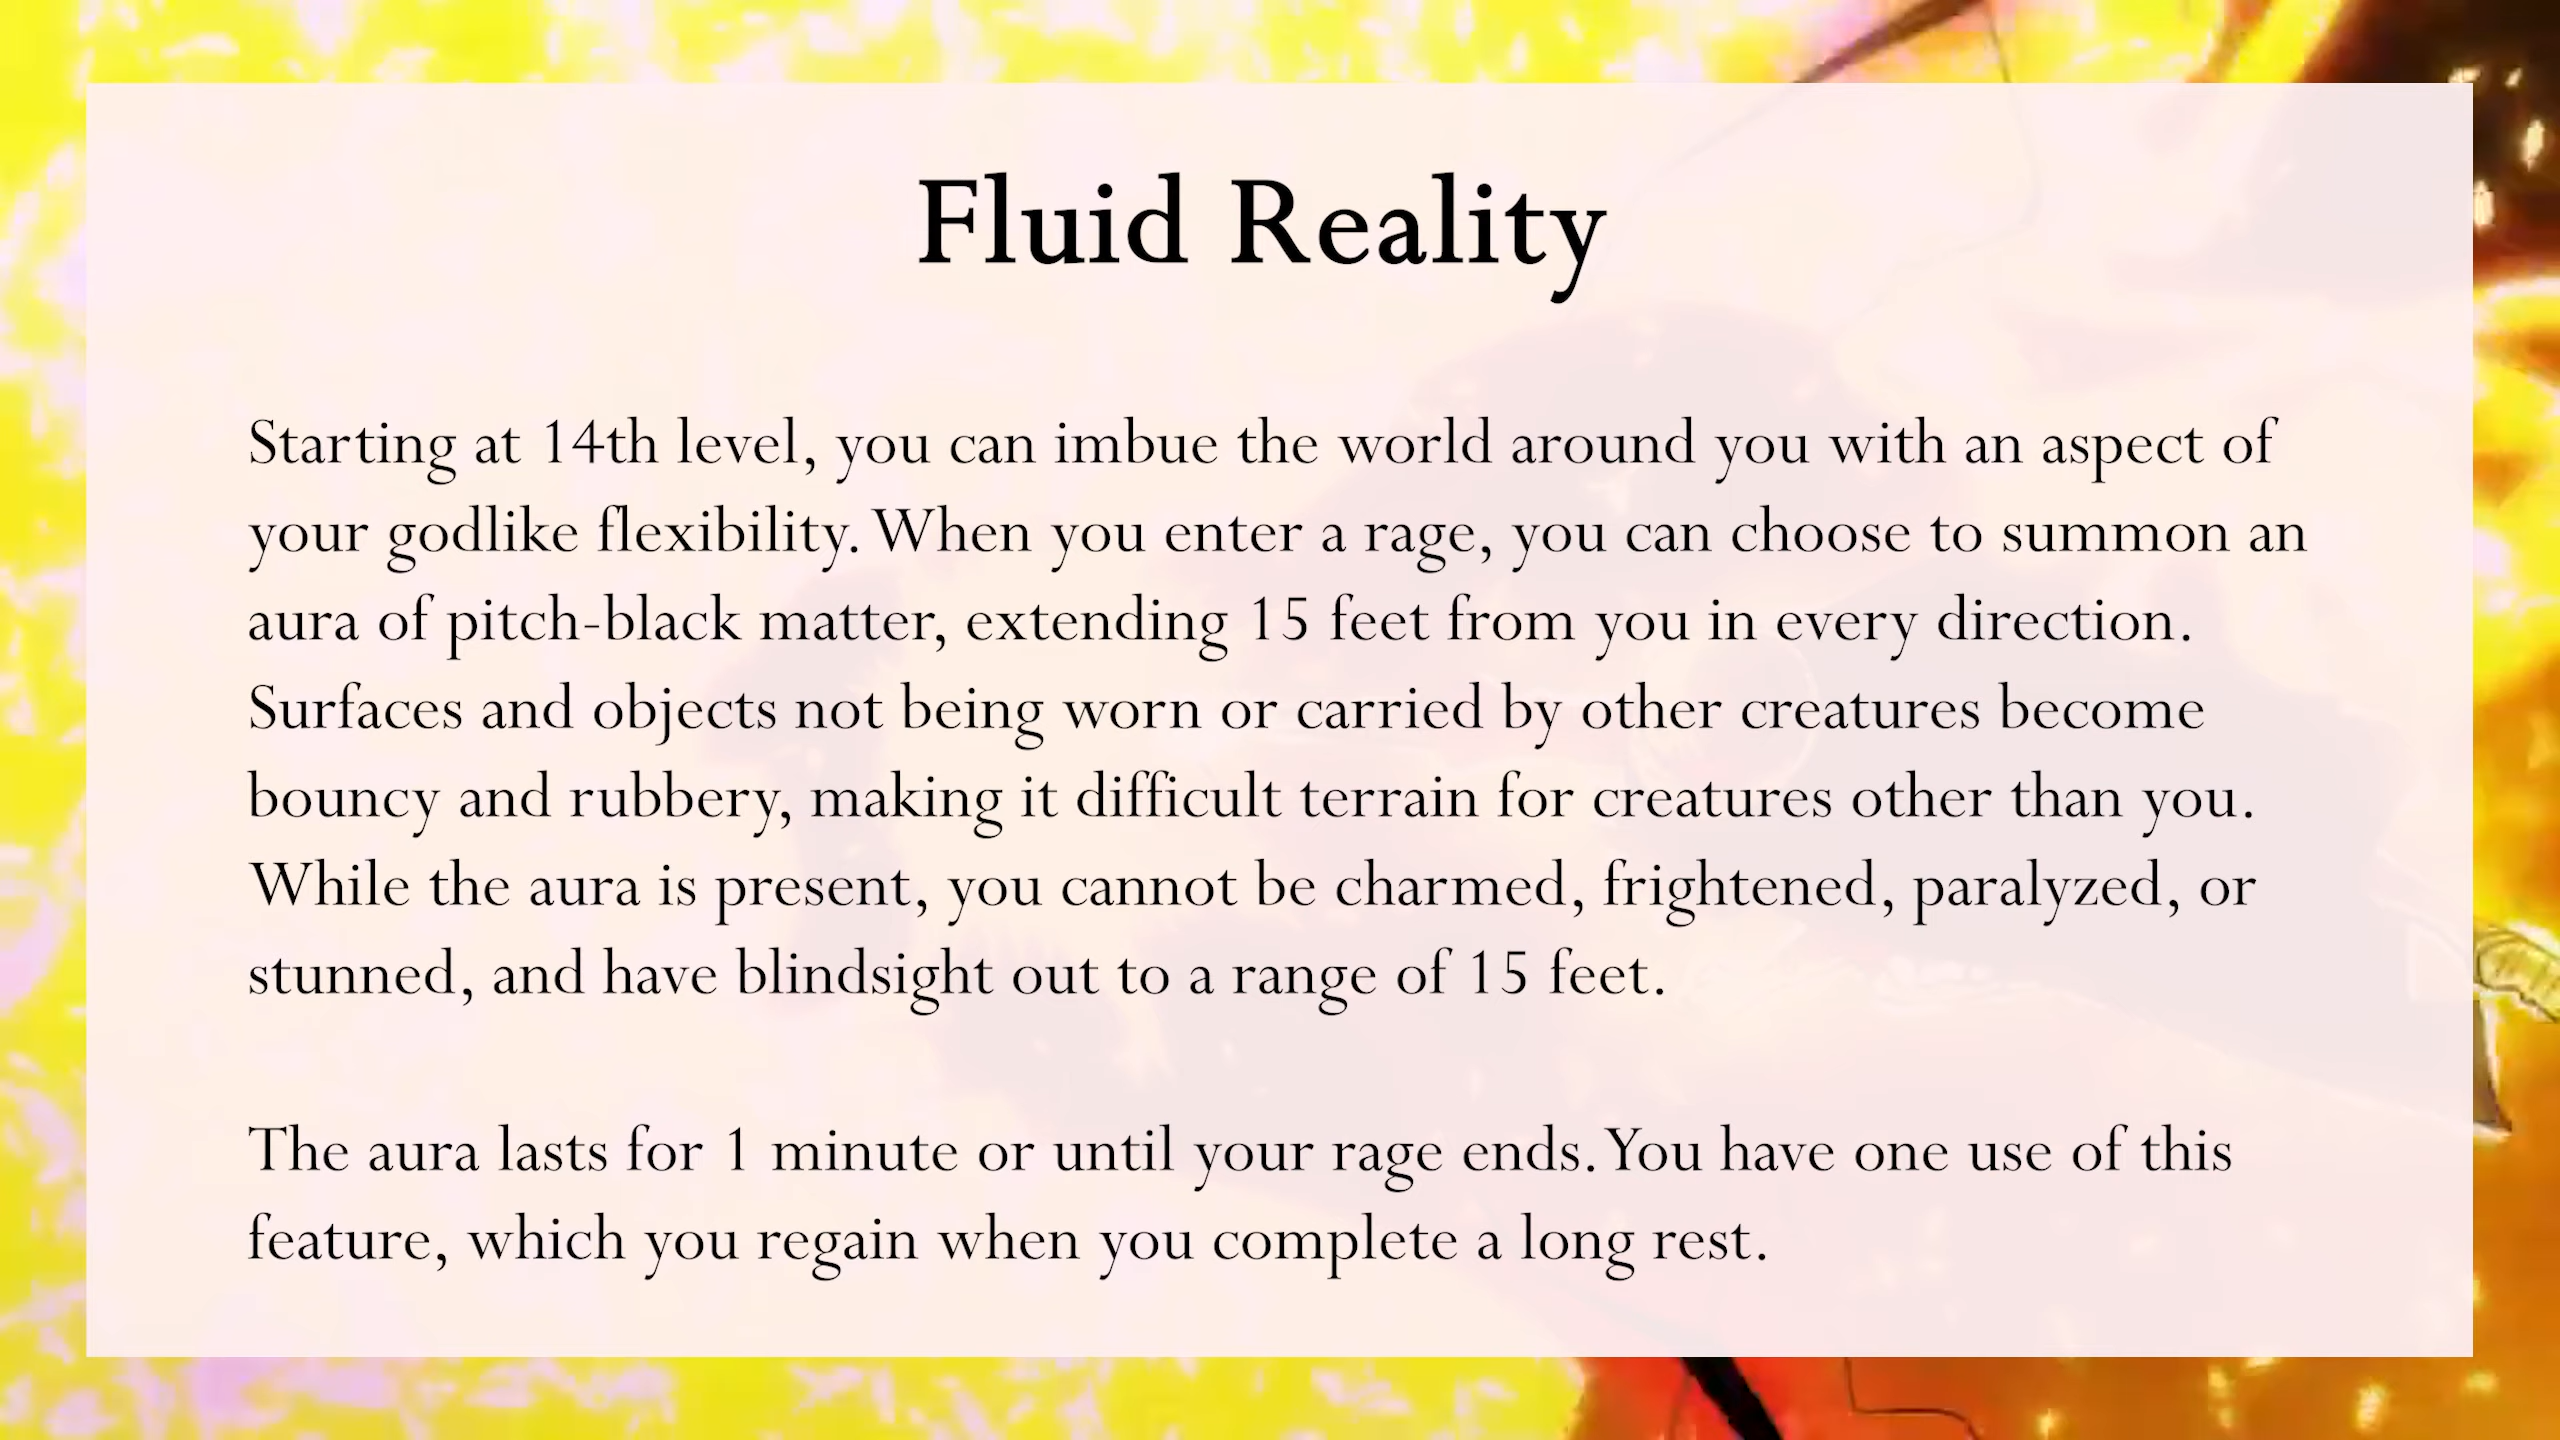 Fluid Reality
Starting at 14th level, you can imbue the world around you with an aspect of
your godlike flexibility. When you enter a rage, you can choose to summon an
aura of pitch-black matter, extending 15 feet from you in every direction.
Surfaces and objects not being worn or carried by other creatures become
bouncy and rubbery, making it difficult terrain for creatures other than you.
While the aura is present, you cannot be charmed, frightened, paralyzed, or
stunned, and have blindsight out to a range of 15 feet.
The aura lasts for 1 minute or until your rage ends. You have one use of this
feature, which you regain when you complete a long rest.